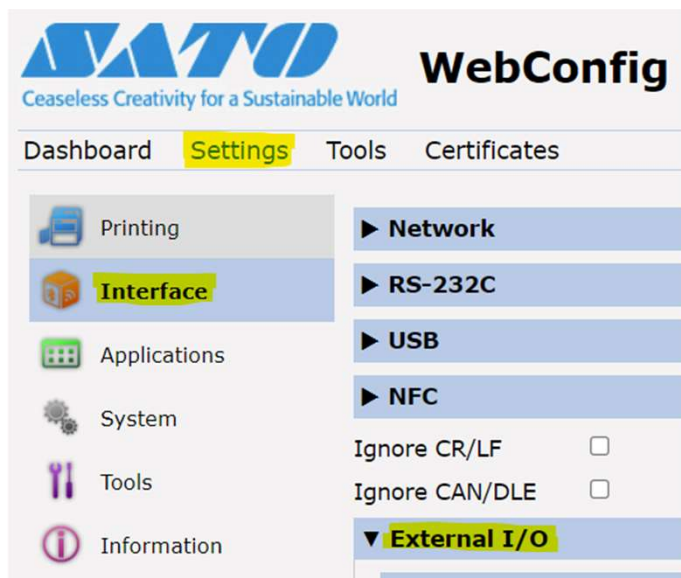 SATO
WebConfig
Ceaseless Creativity for a Sustainable World
Dashboard Settings Tools Certificates
Printing
Interface
Applications
System
Tools
Information
▶ Network
▶ RS-232C
▶ USB
▶ NFC
Ignore CR/LF
Ignore CAN/DLE
▼ External I/O